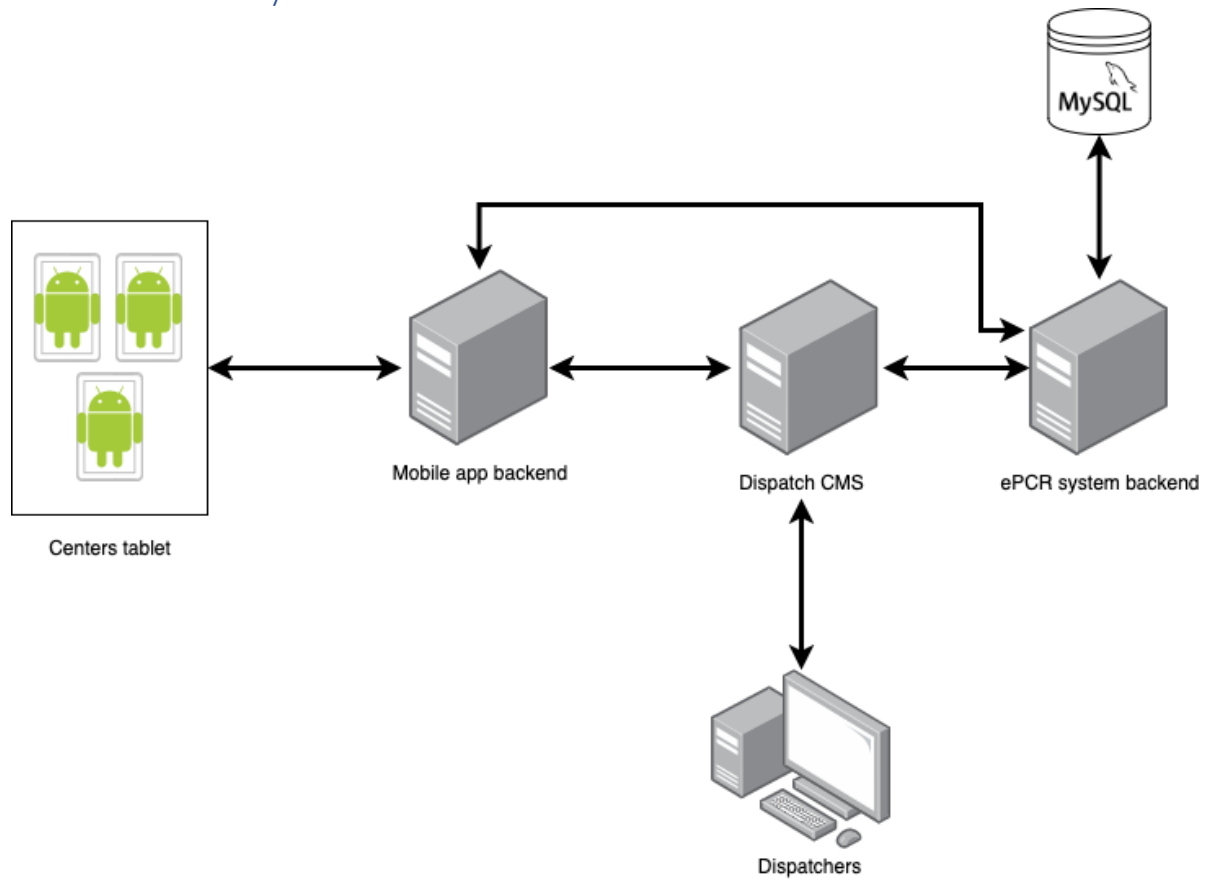 MySQL
Mobile app backend
Dispatch CMS
ePCR system backend
Centers tablet
Dispatchers